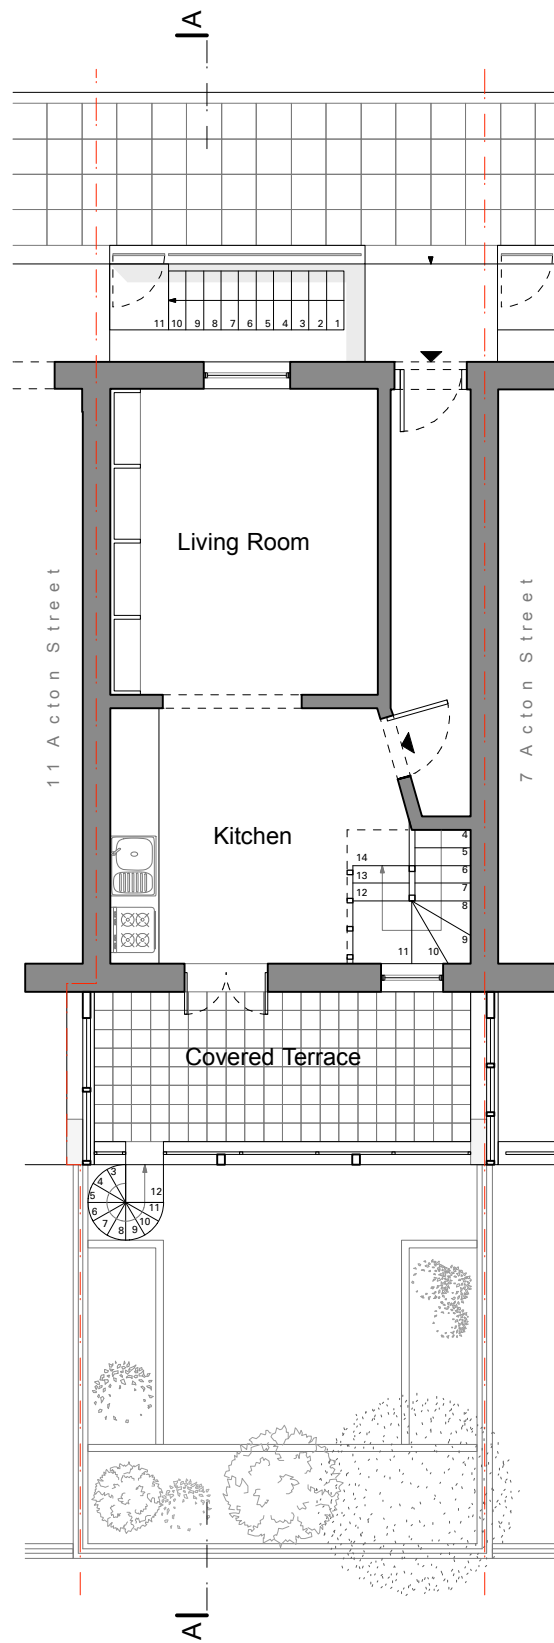 A
11 10 9 8 7 6 5 4 3 2 1
Living Room
11 Acton Street
7 Acton Street
Kitchen
4
5
14 6
13 7
12 8
9
11 10
Covered Terrace
3
4 12
5 11
6 10
7 8 9
A